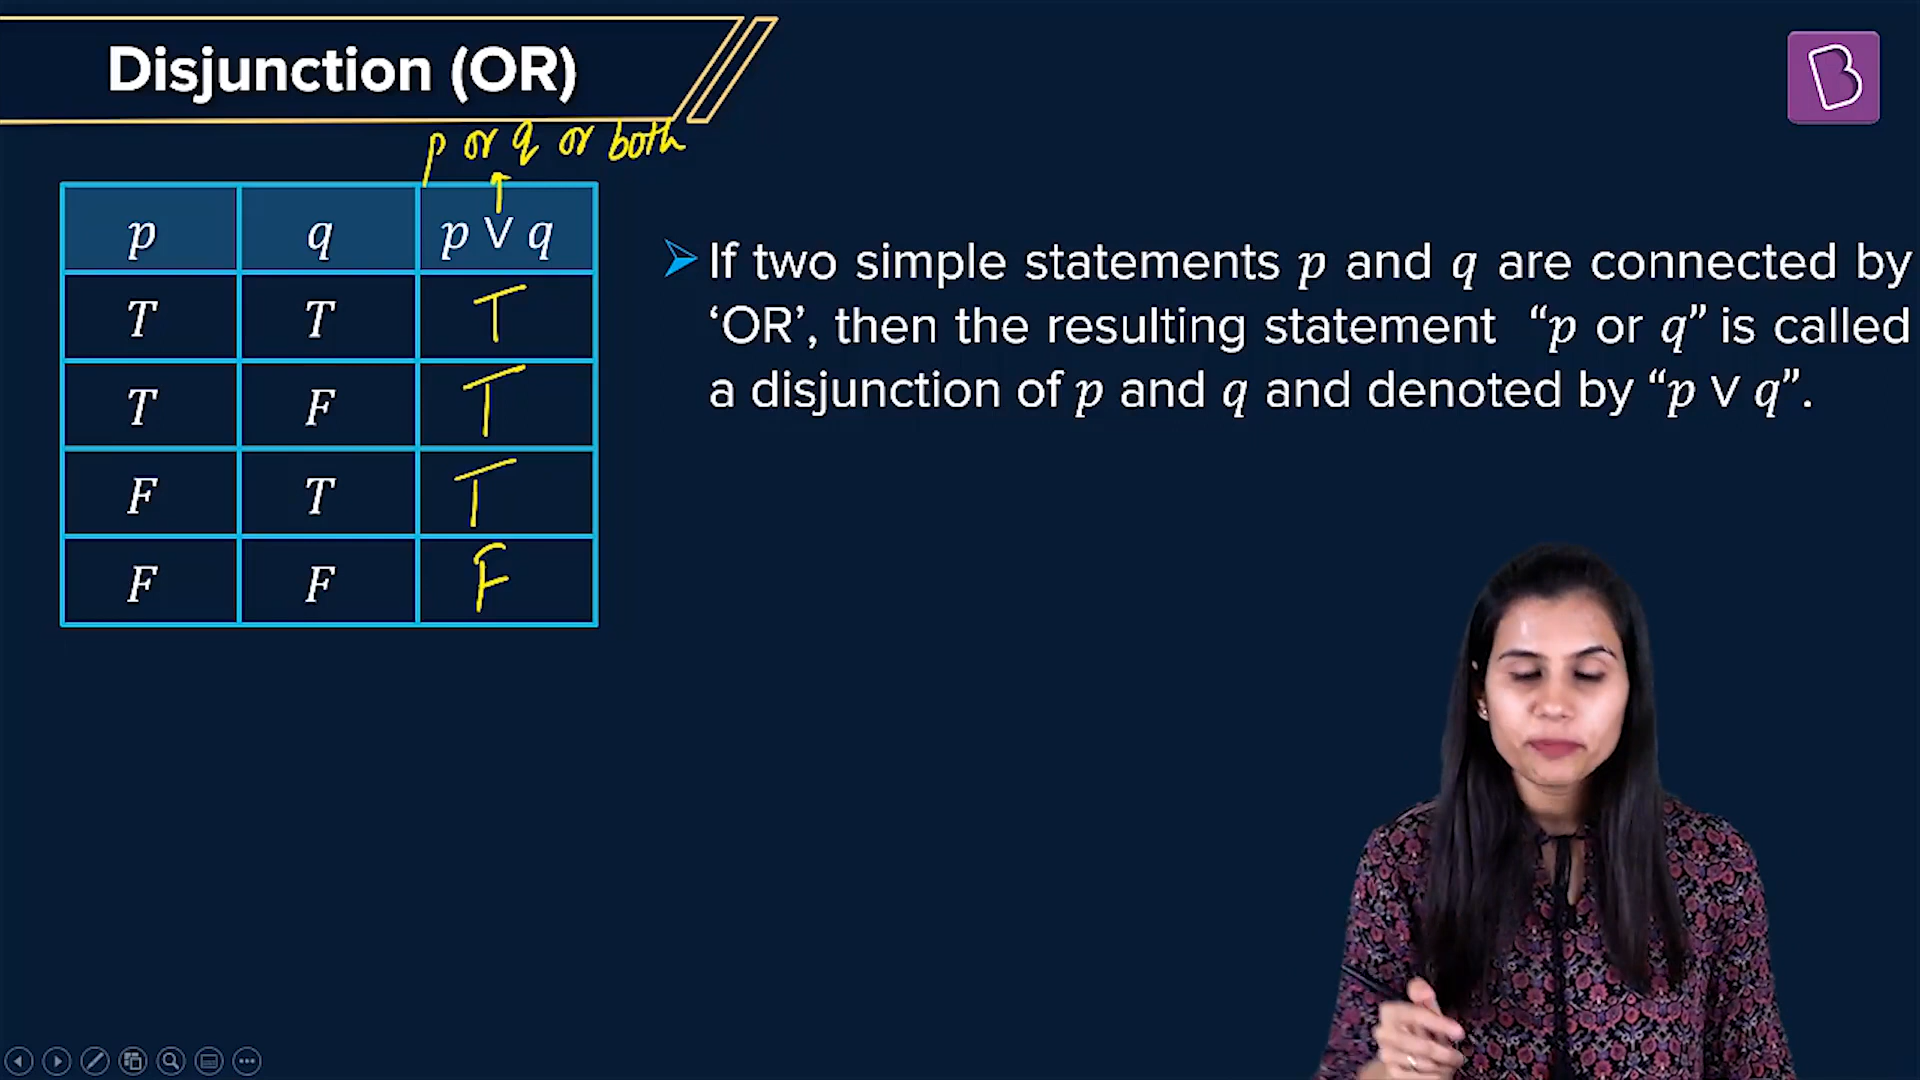 Disjunction (OR)
p or q or both
p q p ∨ q
T T T
T F T
F T T
F F F
➢ If two simple statements p and q are connected by
‘OR’, then the resulting statement “p or q” is called
a disjunction of p and q and denoted by “p ∨ q”.
B